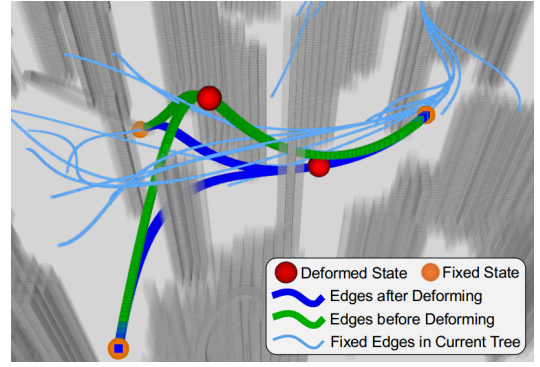 Deformed State Fixed State
Edges after Deforming
Edges before Deforming
Fixed Edges in Current Tree